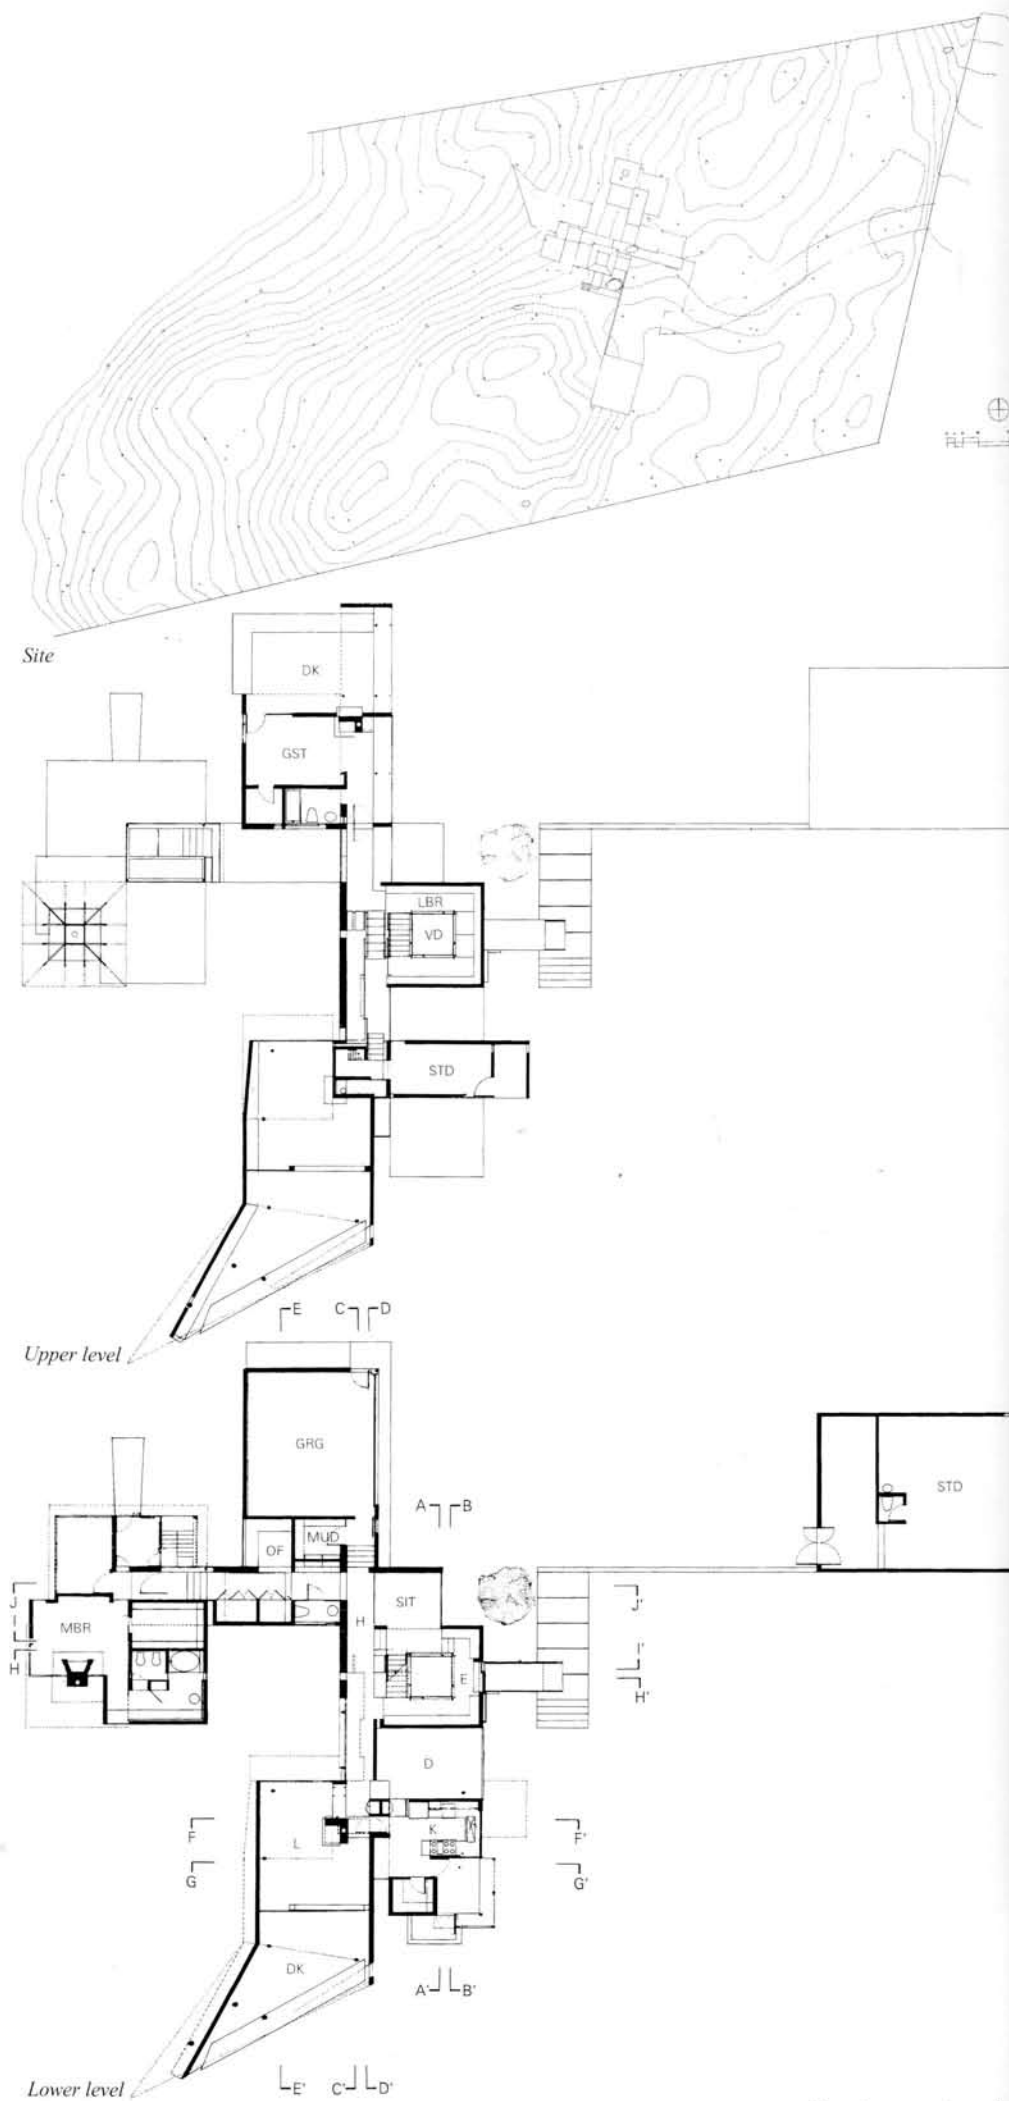 Site
DK
GST
LBR
VD
STD
Upper level
E C D
GRG
STD
A B
MUD
OF
J
SIT
J'
I
MBR
H
I'
H
E
H'
D
F
K
F'
L
G
G'
DK
A' B'
Lower level
E' C' D'